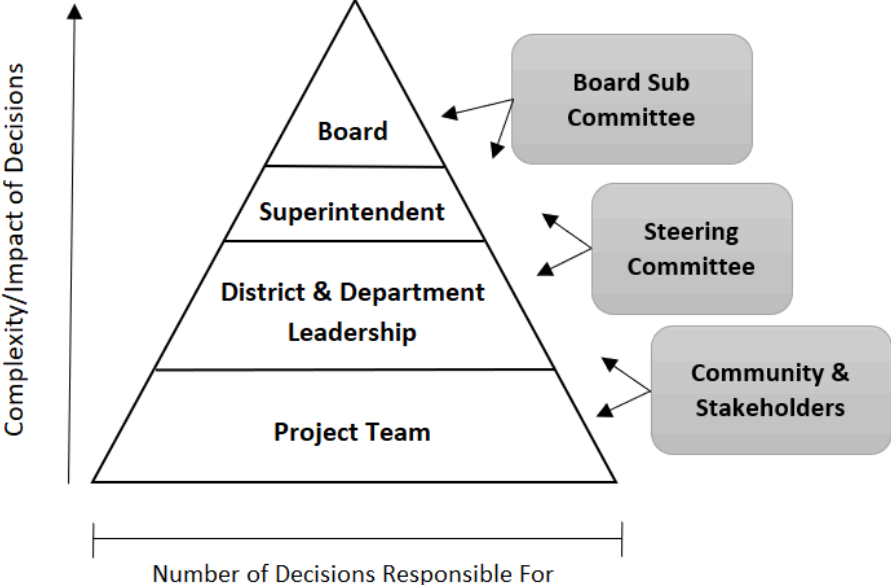 Complexity/Impact of Decisions
Board
Superintendent
District & Department
Leadership
Project Team
Board Sub
Committee
Steering
Committee
Community &
Stakeholders
Number of Decisions Responsible For